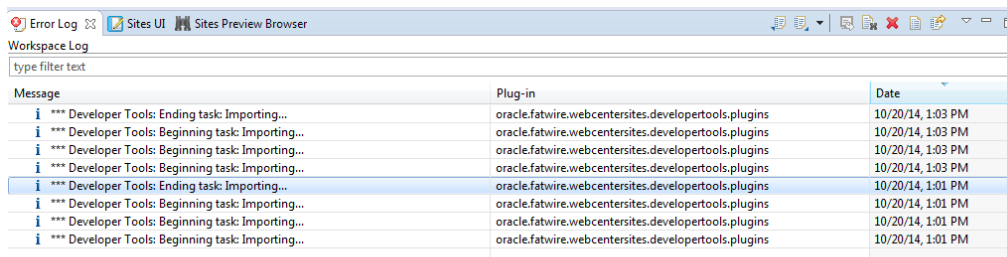 Error Log Sites UI Sites Preview Browser
Workspace Log
type filter text
Message Plug-in Date
i *** Developer Tools: Ending task: Importing... oracle.fatwire.webcentersites.developertools.plugins 10/20/14, 1:03 PM
i *** Developer Tools: Beginning task: Importing... oracle.fatwire.webcentersites.developertools.plugins 10/20/14, 1:03 PM
i *** Developer Tools: Beginning task: Importing... oracle.fatwire.webcentersites.developertools.plugins 10/20/14, 1:03 PM
i *** Developer Tools: Beginning task: Importing... oracle.fatwire.webcentersites.developertools.plugins 10/20/14, 1:03 PM
i *** Developer Tools: Ending task: Importing... oracle.fatwire.webcentersites.developertools.plugins 10/20/14, 1:01 PM
i *** Developer Tools: Beginning task: Importing... oracle.fatwire.webcentersites.developertools.plugins 10/20/14, 1:01 PM
i *** Developer Tools: Beginning task: Importing... oracle.fatwire.webcentersites.developertools.plugins 10/20/14, 1:01 PM
i *** Developer Tools: Beginning task: Importing... oracle.fatwire.webcentersites.developertools.plugins 10/20/14, 1:01 PM